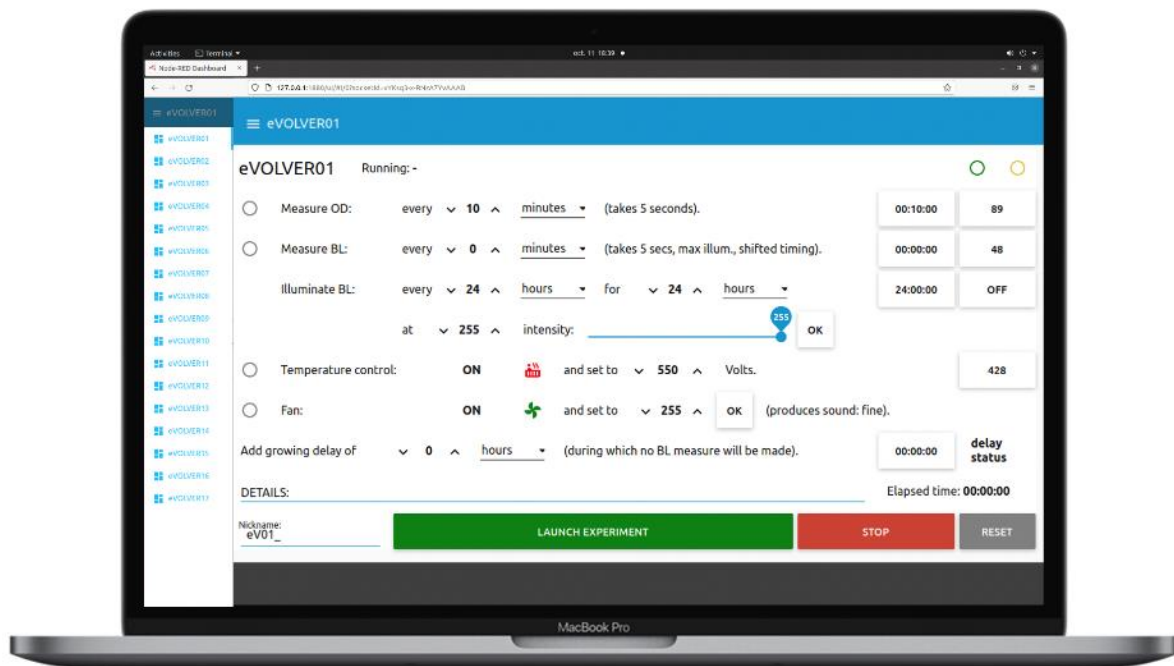 Activities Terminal
oct. 11 18:39
Node-RED Dashboard
eVOLVER01
eVOLVER01
eVOLVER01
eVOLVER02
eVOLVER03
eVOLVER04
eVOLVER05
eVOLVER06
eVOLVER07
eVOLVER08
eVOLVER09
eVOLVER10
eVOLVER11
eVOLVER12
eVOLVER13
eVOLVER14
eVOLVER15
eVOLVER16
eVOLVER17
eVOLVER01 Running: -
Measure OD: every 10 minutes (takes 5 seconds). 00:10:00 89
Measure BL: every 0 minutes (takes 5 secs, max illum., shifted timing). 00:00:00 48
Illuminate BL: every 24 hours for 24 hours 24:00:00 OFF
at 255 intensity: 255 OK
Temperature control: ON and set to 550 Volts. 428
Fan: ON and set to 255 OK (produces sound: fine).
Add growing delay of 0 hours (during which no BL measure will be made). 00:00:00 delay status
DETAILS: Elapsed time: 00:00:00
Nickname:
eV01_
LAUNCH EXPERIMENT STOP RESET
MacBook Pro